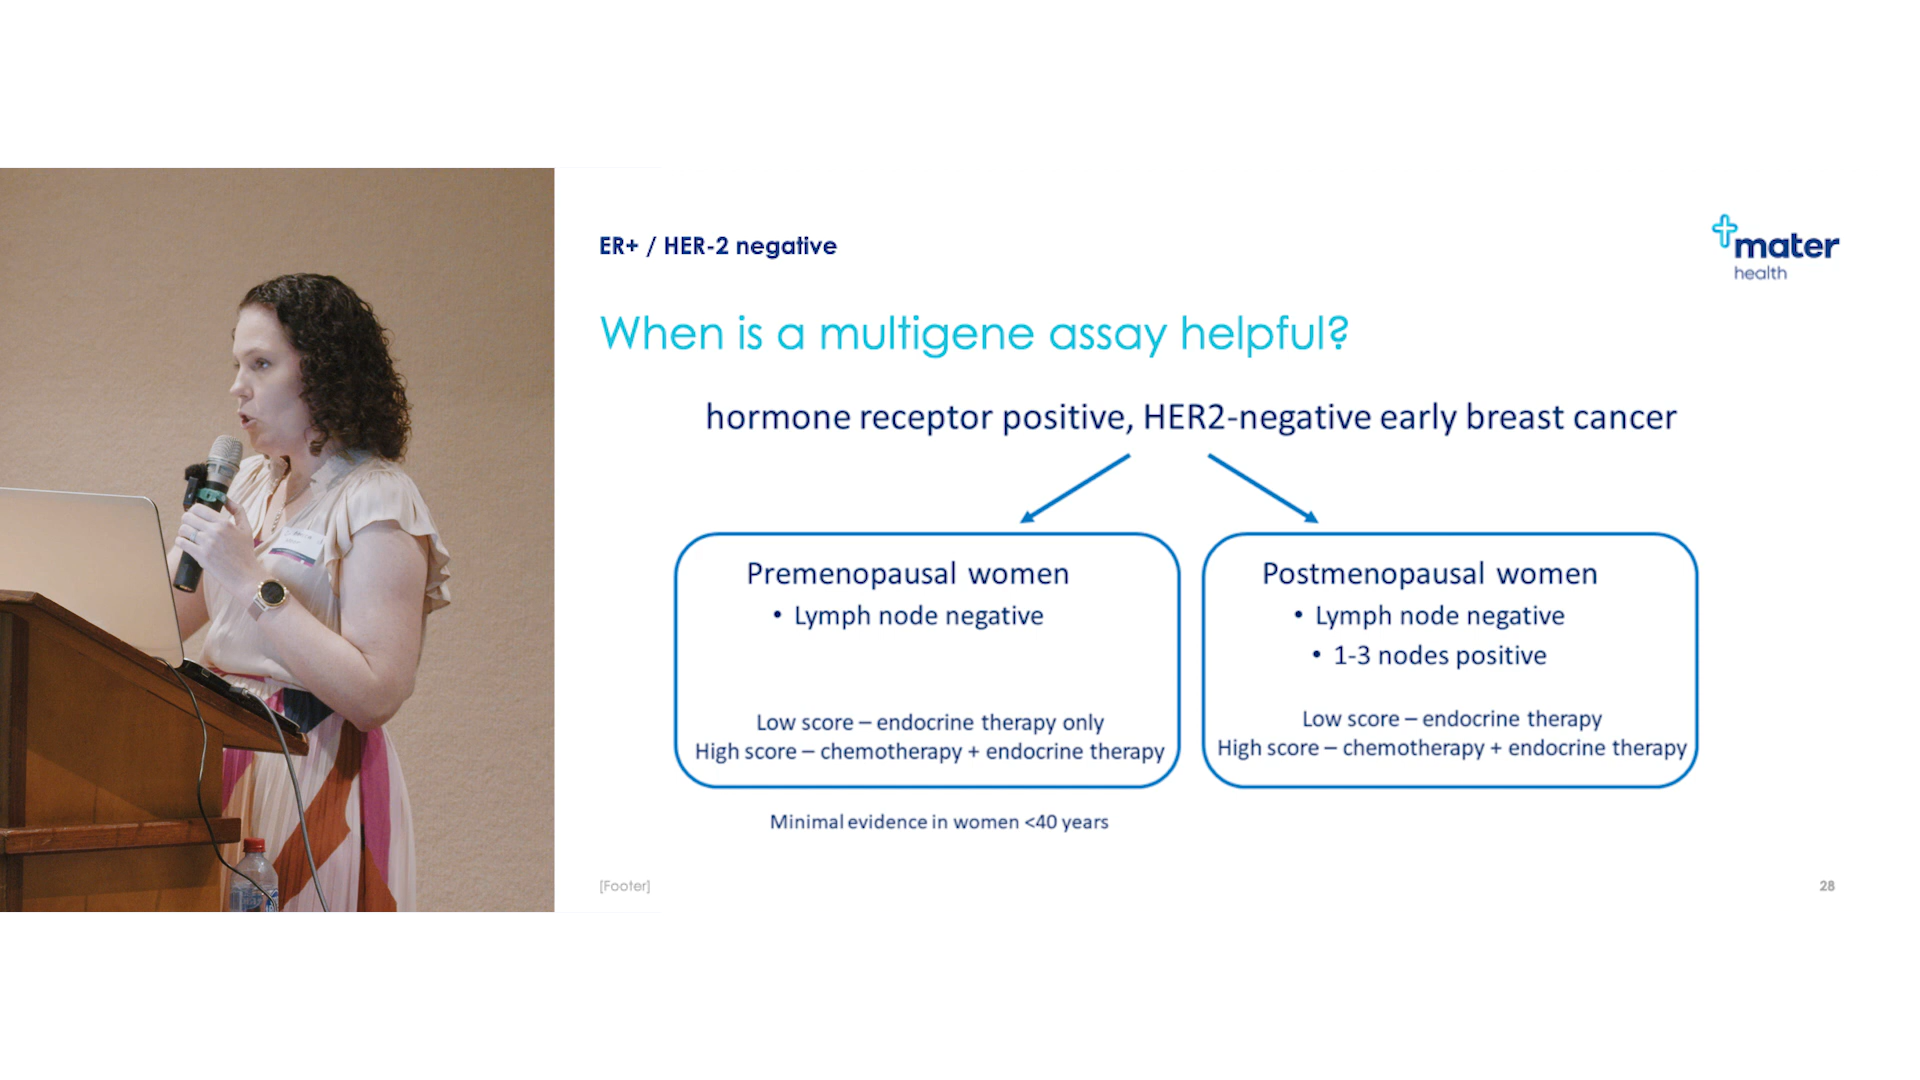 ER+ / HER-2 negative
mater
health
When is a multigene assay helpful?
hormone receptor positive, HER2-negative early breast cancer
Premenopausal women
• Lymph node negative
Low score – endocrine therapy only
High score – chemotherapy + endocrine therapy
Postmenopausal women
• Lymph node negative
• 1-3 nodes positive
Low score – endocrine therapy
High score – chemotherapy + endocrine therapy
Minimal evidence in women <40 years
[Footer]
28